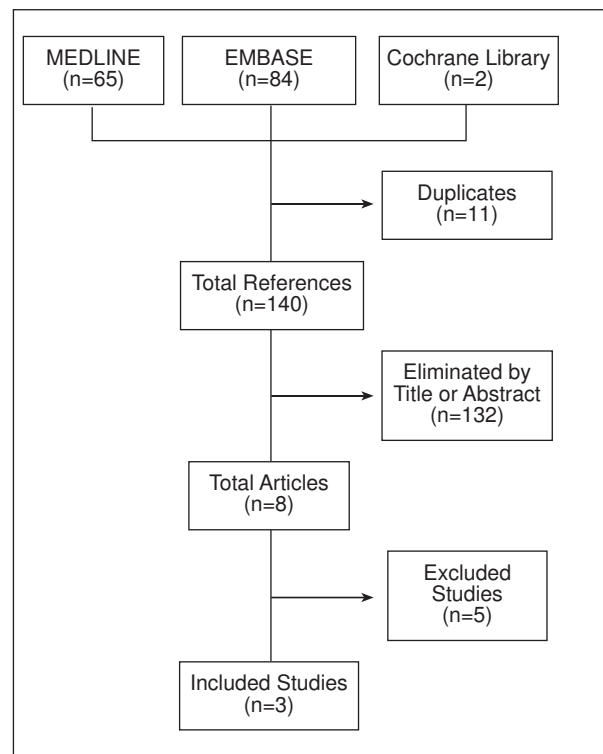 MEDLINE
(n=65)
EMBASE
(n=84)
Cochrane Library
(n=2)
Duplicates
(n=11)
Total References
(n=140)
Eliminated by
Title or Abstract
(n=132)
Total Articles
(n=8)
Excluded
Studies
(n=5)
Included Studies
(n=3)